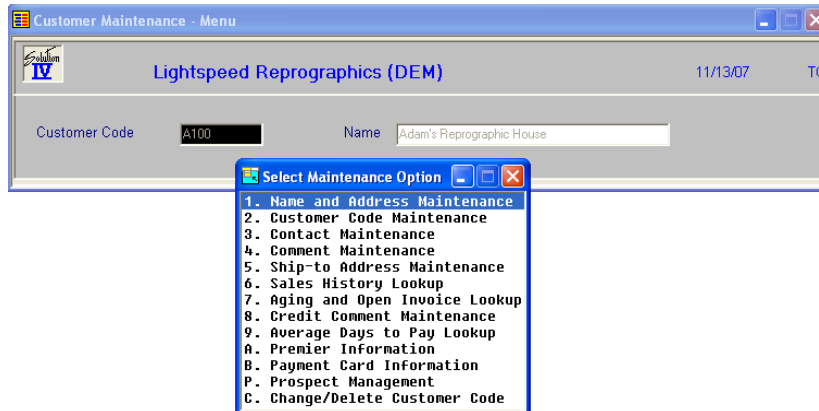 Customer Maintenance - Menu
Solution
IV
Lightspeed Reprographics (DEM) 11/13/07
Customer Code A100 Name Adam's Reprographic House
Select Maintenance Option
1. Name and Address Maintenance
2. Customer Code Maintenance
3. Contact Maintenance
4. Comment Maintenance
5. Ship-to Address Maintenance
6. Sales History Lookup
7. Aging and Open Invoice Lookup
8. Credit Comment Maintenance
9. Average Days to Pay Lookup
A. Premier Information
B. Payment Card Information
P. Prospect Management
C. Change/Delete Customer Code